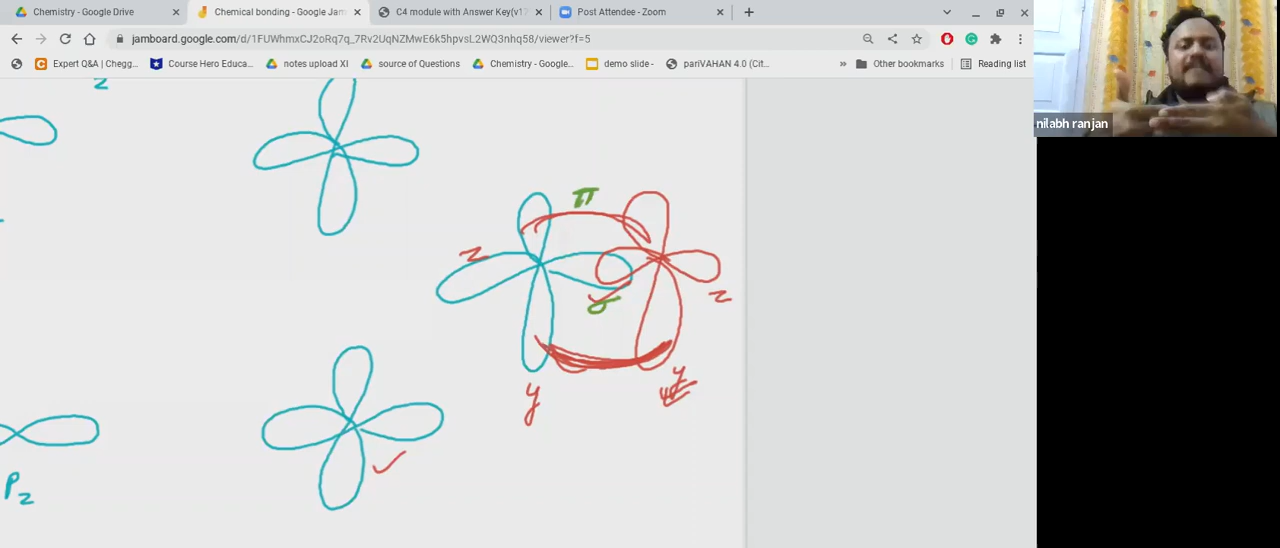 Chemistry - Google Drive
Chemical bonding - Google Jam
C4 module with Answer Key(v1
Post Attendee - Zoom
jamboard.google.com/d/1FUWhmxCJ2oRq7q_7Rv2UqNZMwE6k5hpvsL2WQ3nhq58/viewer?f=5
Expert Q&A | Chegg...
Course Hero Educa...
notes upload XI
source of Questions
Chemistry - Google...
demo slide -
pariVAHAN 4.0 (Cit...
»
Other bookmarks
Reading list
nilabh ranjan
z
π
z
σ
z
y
y
Pz